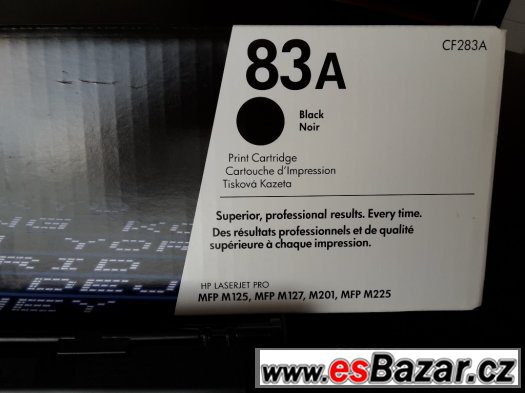 CF283A
83A
Black
Noir
Print Cartridge
Cartouche d'Impression
Tisková Kazeta
Superior, professional results. Every time.
Des résultats professionnels et de qualité
supérieure à chaque impression.
HP LASERJET PRO
MFP M125, MFP M127, M201, MFP M225
www.esBazar.cz